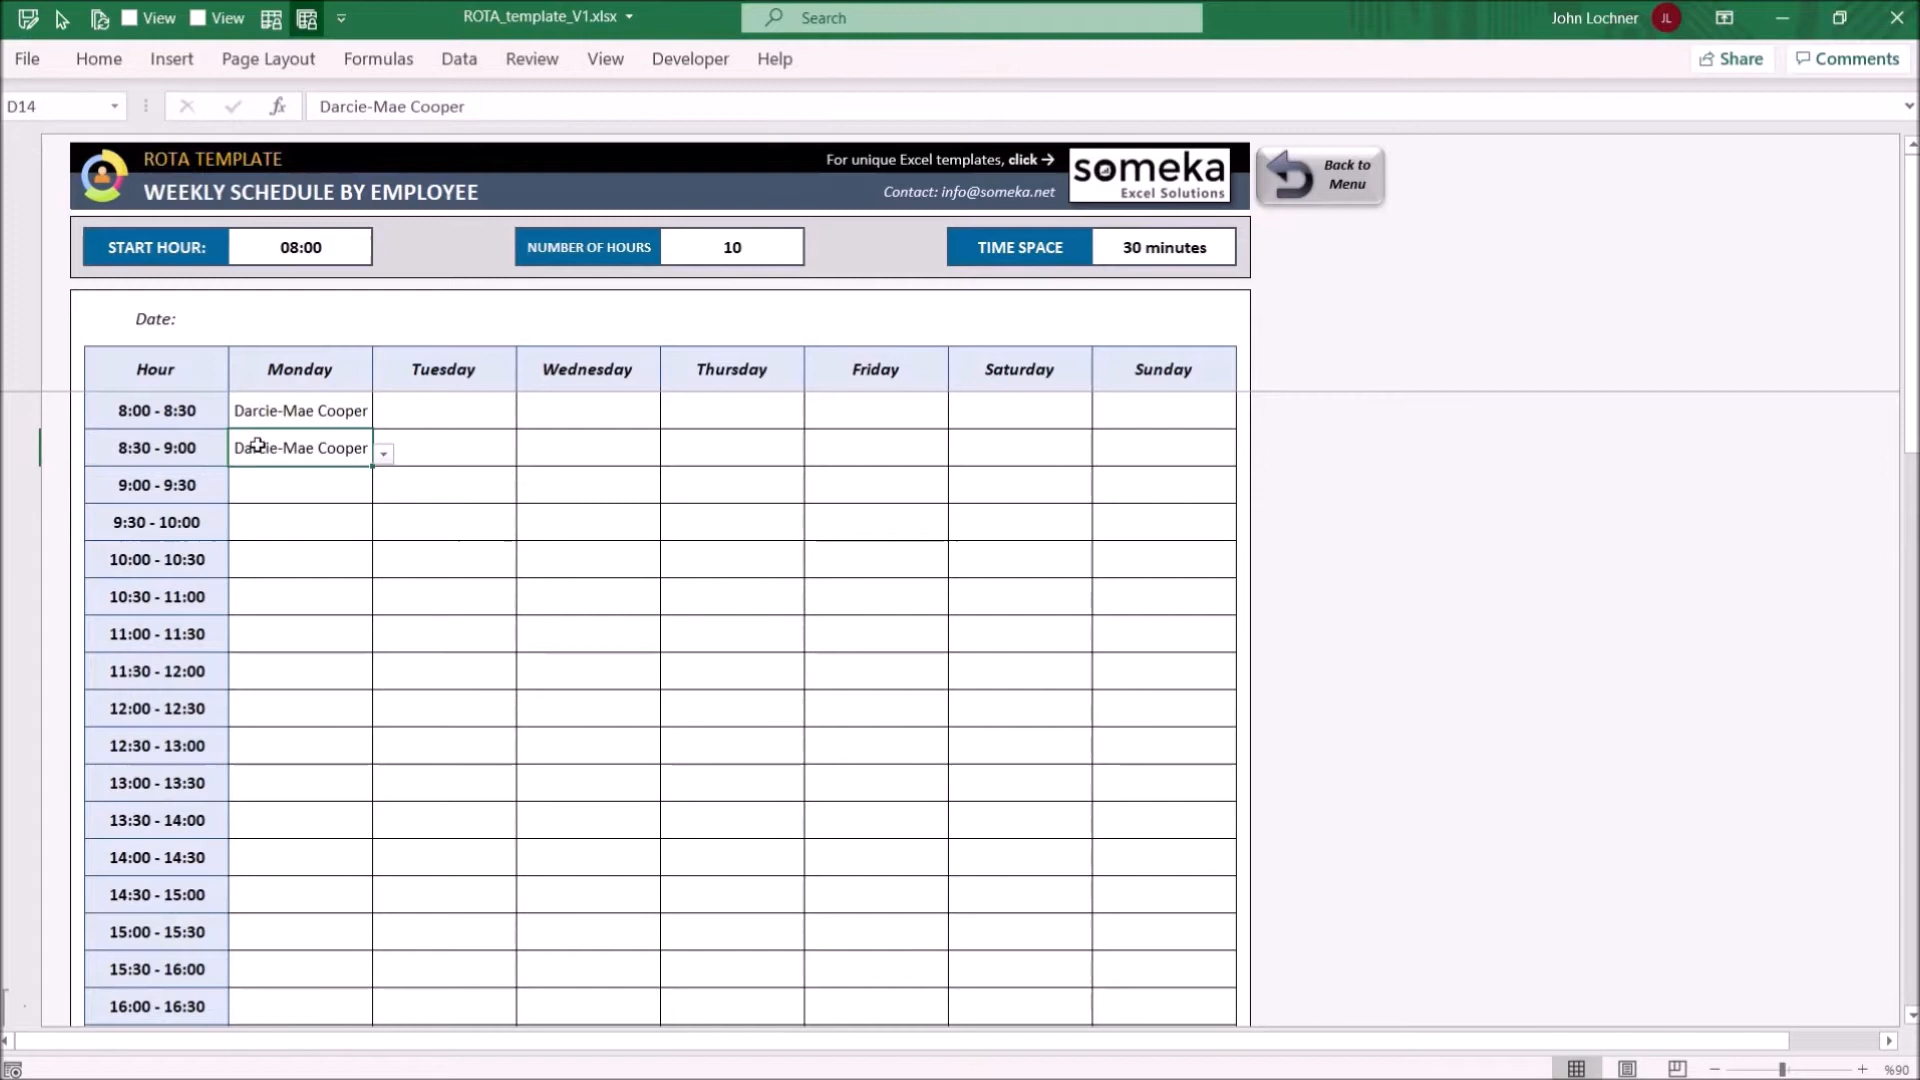 View View ROTA_template_V1.xlsx Search John Lochner JL
File Home Insert Page Layout Formulas Data Review View Developer Help Share Comments
D14 fx Darcie-Mae Cooper
ROTA TEMPLATE
WEEKLY SCHEDULE BY EMPLOYEE
For unique Excel templates, click →
Contact: info@someka.net
someka
Excel Solutions
Back to
Menu
START HOUR: 08:00 NUMBER OF HOURS 10 TIME SPACE 30 minutes
Date:
Hour Monday Tuesday Wednesday Thursday Friday Saturday Sunday
8:00 - 8:30 Darcie-Mae Cooper
8:30 - 9:00 Darcie-Mae Cooper
9:00 - 9:30
9:30 - 10:00
10:00 - 10:30
10:30 - 11:00
11:00 - 11:30
11:30 - 12:00
12:00 - 12:30
12:30 - 13:00
13:00 - 13:30
13:30 - 14:00
14:00 - 14:30
14:30 - 15:00
15:00 - 15:30
15:30 - 16:00
16:00 - 16:30
%90